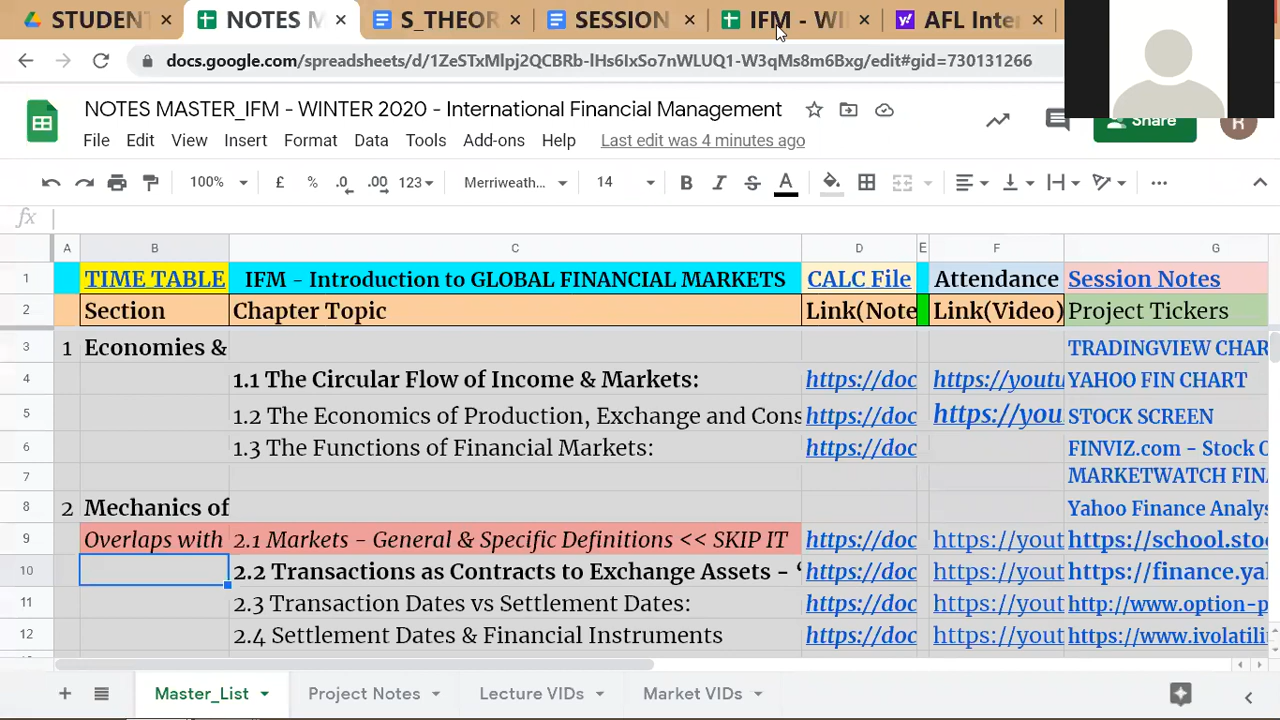 STUDENT NOTES M S_THEOR SESSION IFM - WI AFL Inter
docs.google.com/spreadsheets/d/1ZeSTxMlpj2QCBRb-lHs6IxSo7nWLUQ1-W3qMs8m6Bxg/edit#gid=730131266
NOTES MASTER_IFM - WINTER 2020 - International Financial Management
Share R
File Edit View Insert Format Data Tools Add-ons Help Last edit was 4 minutes ago
100% £ % .0 .00 123 Merriweath... 14 B I S A
fx
A B C D E F G
1 TIME TABLE IFM - Introduction to GLOBAL FINANCIAL MARKETS CALC File Attendance Session Notes
2 Section Chapter Topic Link(Note Link(Video) Project Tickers
3 1 Economies & TRADINGVIEW CHAR
4 1.1 The Circular Flow of Income & Markets: https://doc https://youtu YAHOO FIN CHART
5 1.2 The Economics of Production, Exchange and Cons https://doc https://you STOCK SCREEN
6 1.3 The Functions of Financial Markets: https://doc FINVIZ.com - Stock
7 MARKETWATCH FINA
8 2 Mechanics of Yahoo Finance Analys
9 Overlaps with 2.1 Markets - General & Specific Definitions << SKIP IT https://doc https://yout https://school.sto
10 2.2 Transactions as Contracts to Exchange Assets - https://doc https://yout https://finance.ya
11 2.3 Transaction Dates vs Settlement Dates: https://doc https://yout http://www.option-p
12 2.4 Settlement Dates & Financial Instruments https://doc https://yout https://www.ivolatili
Master_List Project Notes Lecture VIDs Market VIDs